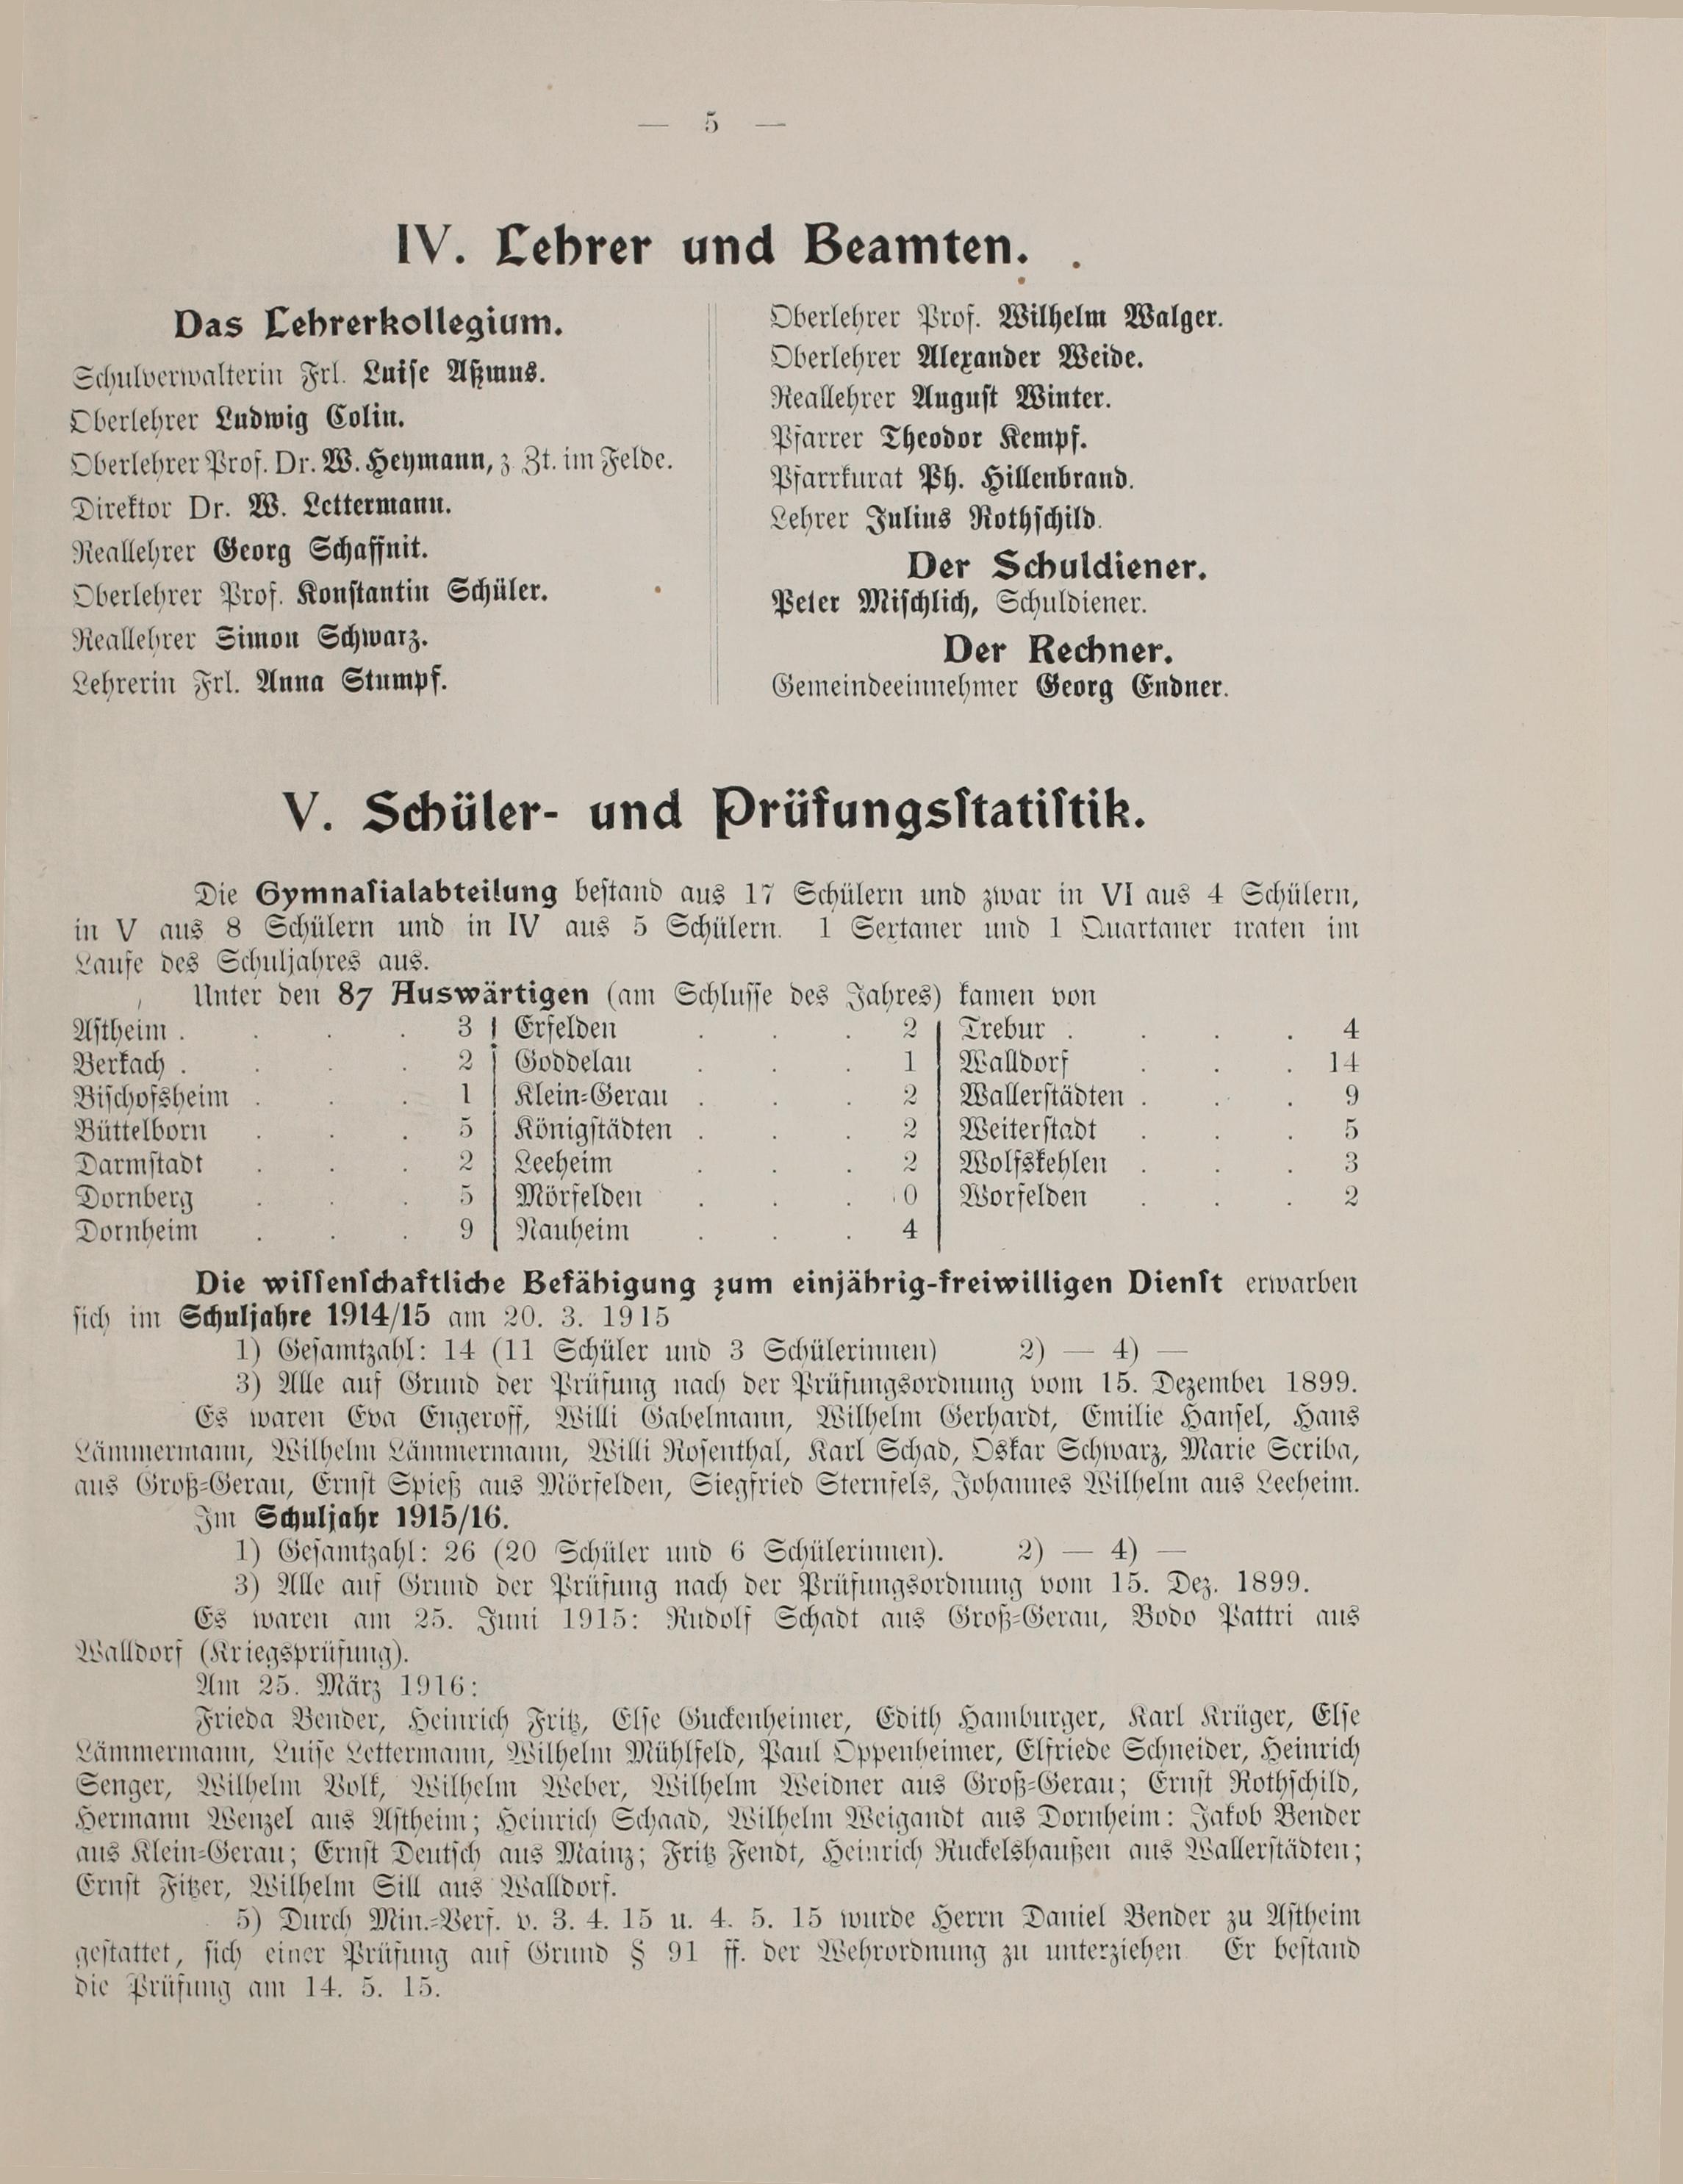 — 5 —
IV. Lehrer und Beamten.
Das Lehrerkollegium.
Schulverwalterin Frl. Luise Aßmus.
Oberlehrer Ludwig Colin.
Oberlehrer Prof. Dr. W. Heymann, z. Zt. im Felde.
Direktor Dr. W. Lettermann.
Reallehrer Georg Schaffnit.
Oberlehrer Prof. Konstantin Schüler.
Reallehrer Simon Schwarz.
Lehrerin Frl. Anna Stumpf.
Oberlehrer Prof. Wilhelm Walger.
Oberlehrer Alexander Weide.
Reallehrer August Winter.
Pfarrer Theodor Kempf.
Pfarrkurat Ph. Hillenbrand.
Lehrer Julius Rothschild.
Der Schuldiener.
Peter Mischlich, Schuldiener.
Der Rechner.
Gemeindeeinnehmer Georg Endner.
V. Schüler- und Prüfungsstatistik.
Die Gymnasialabteilung bestand aus 17 Schülern und zwar in VI aus 4 Schülern,
in V aus 8 Schülern und in IV aus 5 Schülern. 1 Sextaner und 1 Quartaner traten im
Laufe des Schuljahres aus.
Unter den 87 Auswärtigen (am Schlusse des Jahres) kamen von
Astheim . . . . 3 | Erfelden . . . 2 | Trebur . . . . 4
Berkach . . . . 2 | Goddelau . . . 1 | Walldorf . . . 14
Bischofsheim . . . 1 | Klein-Gerau . . . 2 | Wallerstädten . . . 9
Büttelborn . . . 5 | Königstädten . . . 2 | Weiterstadt . . . 5
Darmstadt . . . 2 | Leeheim . . . 2 | Wolfskehlen . . . 3
Dornberg . . . 5 | Mörfelden . . . 0 | Worfelden . . . 2
Dornheim . . . 9 | Nauheim . . . 4 |
Die wissenschaftliche Befähigung zum einjährig-freiwilligen Dienst erwarben
sich im Schuljahre 1914/15 am 20. 3. 1915
1) Gesamtzahl: 14 (11 Schüler und 3 Schülerinnen) 2) — 4) —
3) Alle auf Grund der Prüfung nach der Prüfungsordnung vom 15. Dezember 1899.
Es waren Eva Engeroff, Willi Gabelmann, Wilhelm Gerhardt, Emilie Hansel, Hans
Lämmermann, Wilhelm Lämmermann, Willi Rosenthal, Karl Schad, Oskar Schwarz, Marie Scriba,
aus Groß-Gerau, Ernst Spieß aus Mörfelden, Siegfried Sternfels, Johannes Wilhelm aus Leeheim.
Im Schuljahr 1915/16.
1) Gesamtzahl: 26 (20 Schüler und 6 Schülerinnen). 2) — 4) —
3) Alle auf Grund der Prüfung nach der Prüfungsordnung vom 15. Dez. 1899.
Es waren am 25. Juni 1915: Rudolf Schadt aus Groß-Gerau, Bodo Pattri aus
Walldorf (Kriegsprüfung).
Am 25. März 1916:
Frieda Bender, Heinrich Fritz, Else Guckenheimer, Edith Hamburger, Karl Krüger, Else
Lämmermann, Luise Lettermann, Wilhelm Mühlfeld, Paul Oppenheimer, Elfriede Schneider, Heinrich
Senger, Wilhelm Volk, Wilhelm Weber, Wilhelm Weidner aus Groß-Gerau; Ernst Rothschild,
Hermann Wenzel aus Astheim; Heinrich Schaad, Wilhelm Weigandt aus Dornheim: Jakob Bender
aus Klein-Gerau; Ernst Deutsch aus Mainz; Fritz Fendt, Heinrich Ruckelshaußen aus Wallerstädten;
Ernst Fitzer, Wilhelm Sill aus Walldorf.
5) Durch Min.-Verf. v. 3. 4. 15 u. 4. 5. 15 wurde Herrn Daniel Bender zu Astheim
gestattet, sich einer Prüfung auf Grund § 91 ff. der Wehrordnung zu unterziehen Er bestand
die Prüfung am 14. 5. 15.